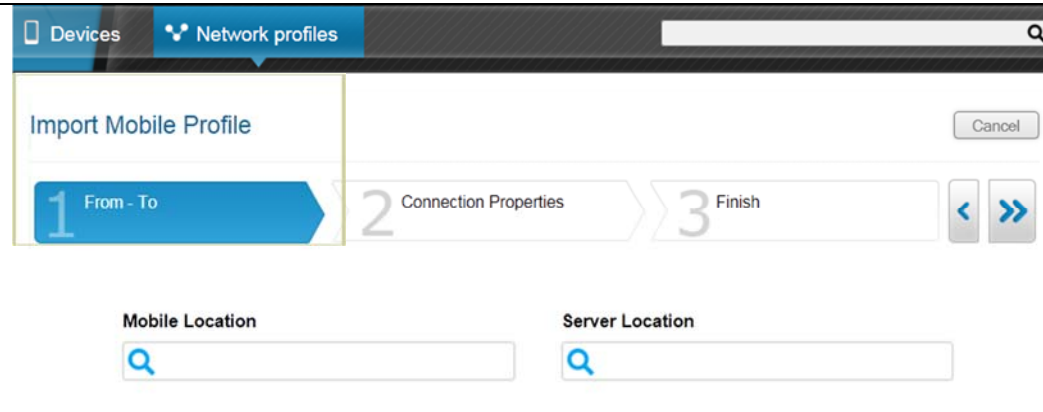 Devices Network profiles
Import Mobile Profile Cancel
1 From - To 2 Connection Properties 3 Finish
Mobile Location Server Location